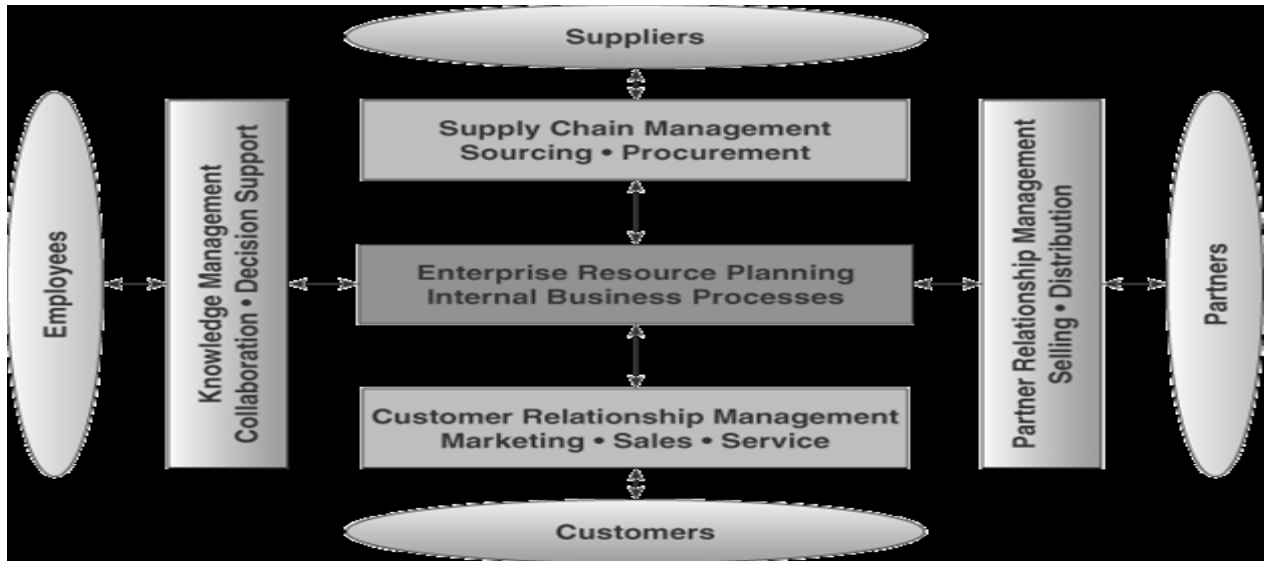 Suppliers
Supply Chain Management
Sourcing • Procurement
Employees
Knowledge Management
Collaboration • Decision Support
Enterprise Resource Planning
Internal Business Processes
Partner Relationship Management
Selling • Distribution
Partners
Customer Relationship Management
Marketing • Sales • Service
Customers